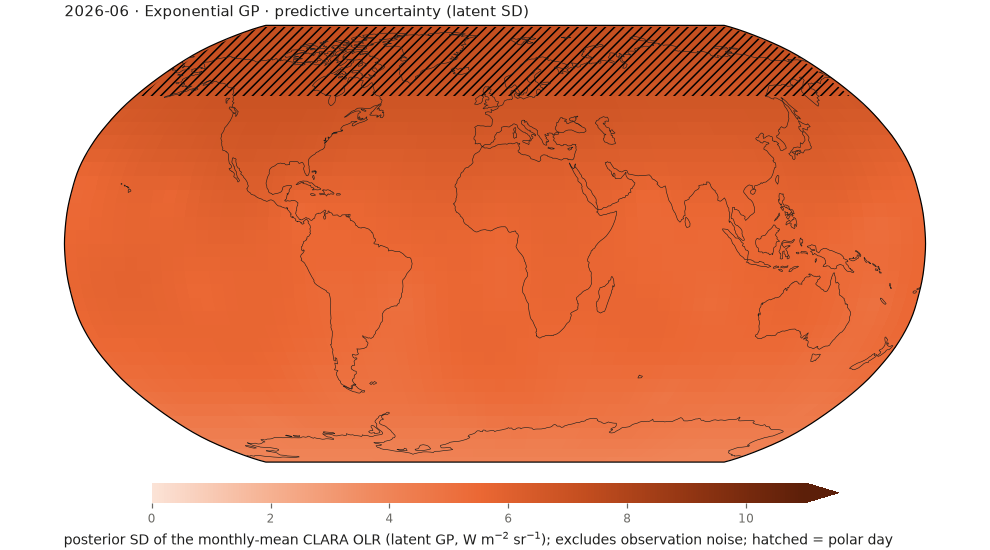 2026-06 · Exponential GP · predictive uncertainty (latent SD)
0 2 4 6 8 10
posterior SD of the monthly-mean CLARA OLR (latent GP, W m⁻² sr⁻¹); excludes observation noise; hatched = polar day